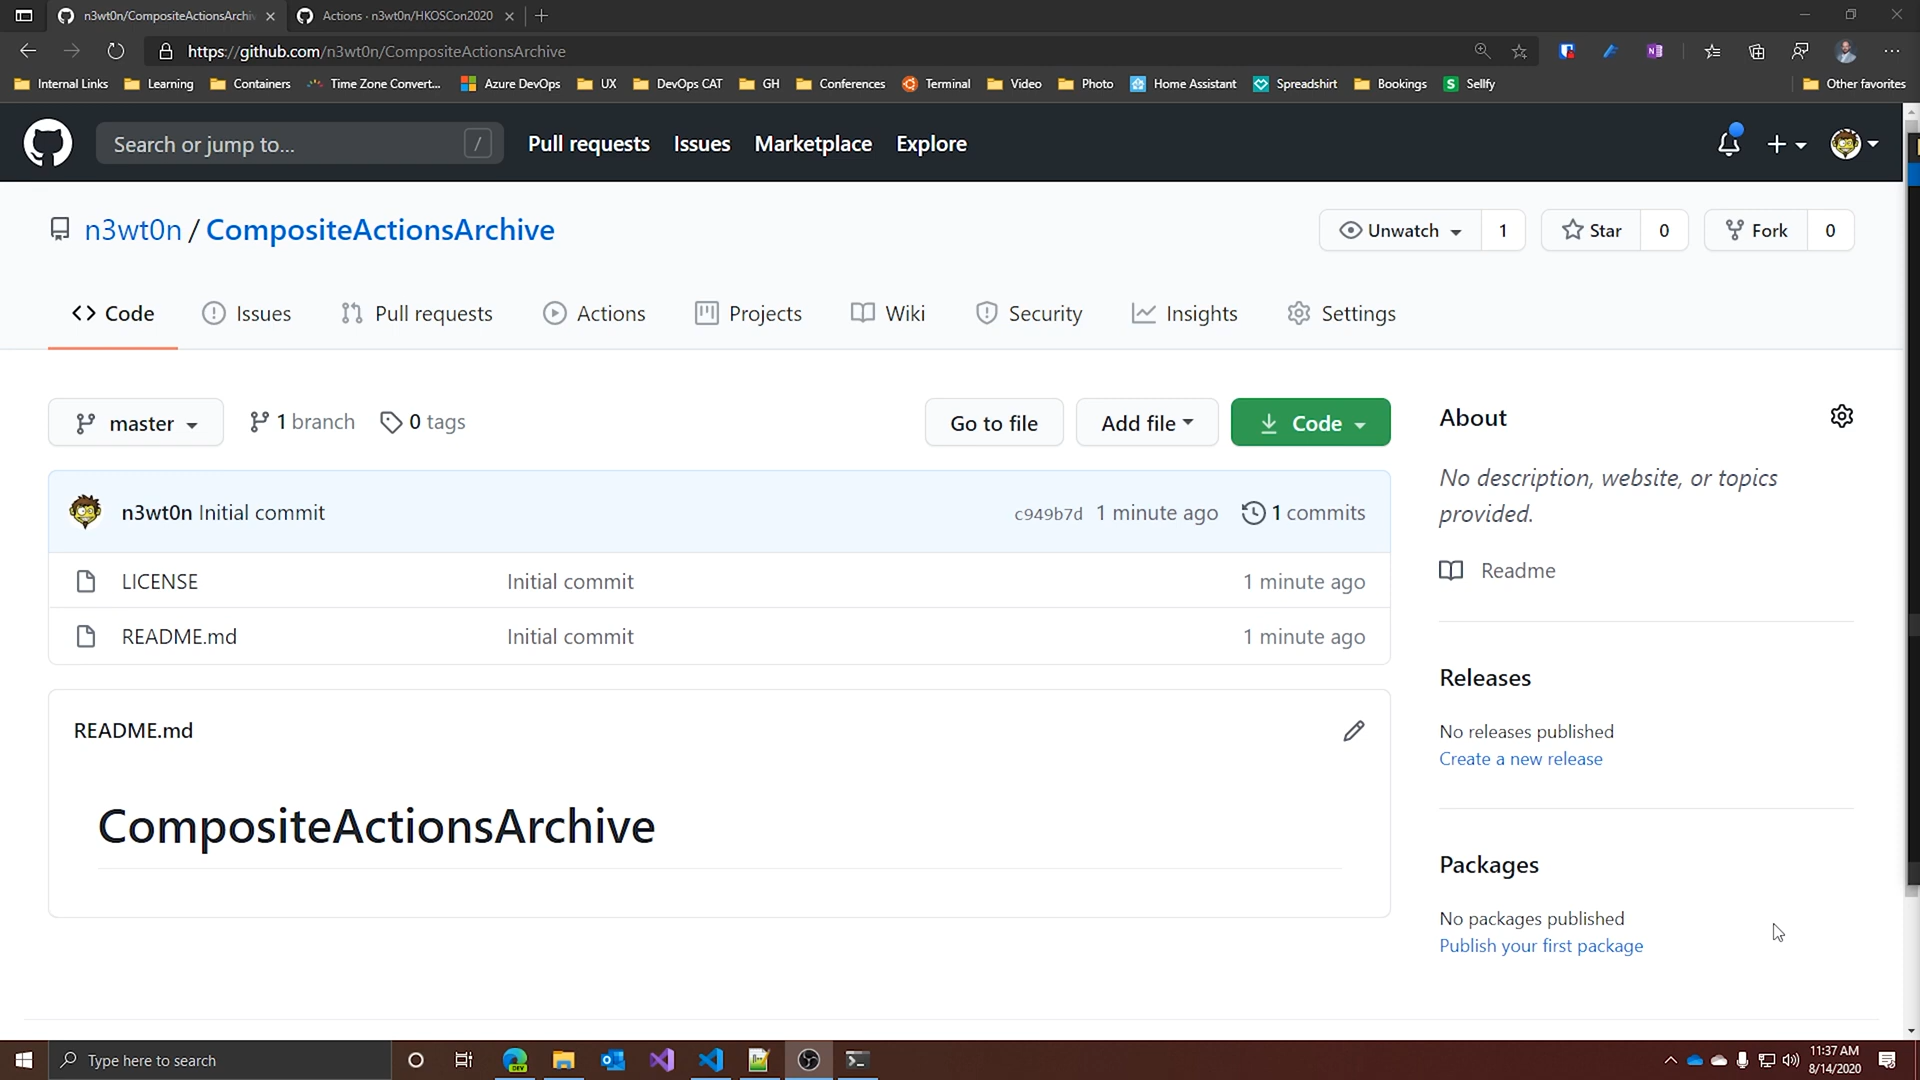 n3wt0n/CompositeActionsArchiv
Actions · n3wt0n/HKOSCon2020
https://github.com/n3wt0n/CompositeActionsArchive
Internal Links
Learning
Containers
Time Zone Convert...
Azure DevOps
UX
DevOps CAT
GH
Conferences
Terminal
Video
Photo
Home Assistant
Spreadshirt
Bookings
S Sellfy
Other favorites
Search or jump to...
/
Pull requests
Issues
Marketplace
Explore
n3wt0n / CompositeActionsArchive
Unwatch 1
Star 0
Fork 0
Code
Issues
Pull requests
Actions
Projects
Wiki
Security
Insights
Settings
master
1 branch
0 tags
Go to file
Add file
Code
n3wt0n Initial commit
c949b7d 1 minute ago
1 commits
LICENSE Initial commit 1 minute ago
README.md Initial commit 1 minute ago
README.md
CompositeActionsArchive
About
No description, website, or topics
provided.
Readme
Releases
No releases published
Create a new release
Packages
No packages published
Publish your first package
Type here to search
DEV
11:37 AM
8/14/2020